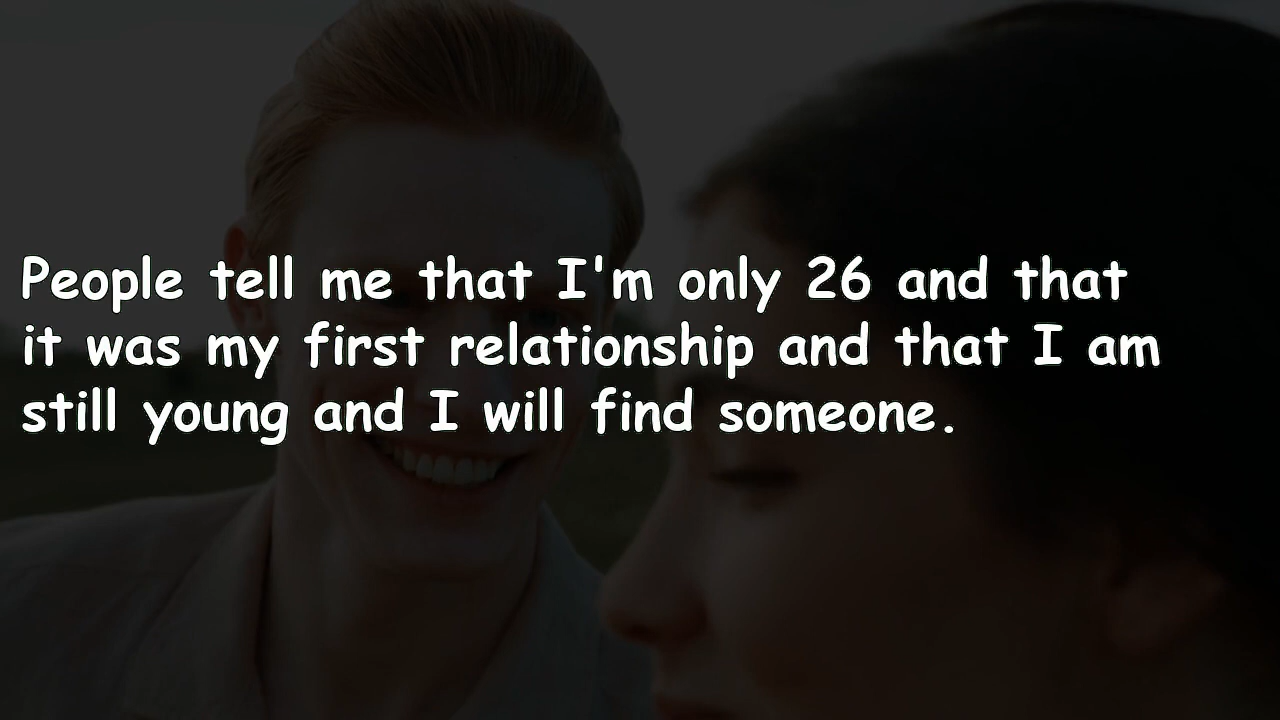 People tell me that I'm only 26 and that
it was my first relationship and that I am
still young and I will find someone.